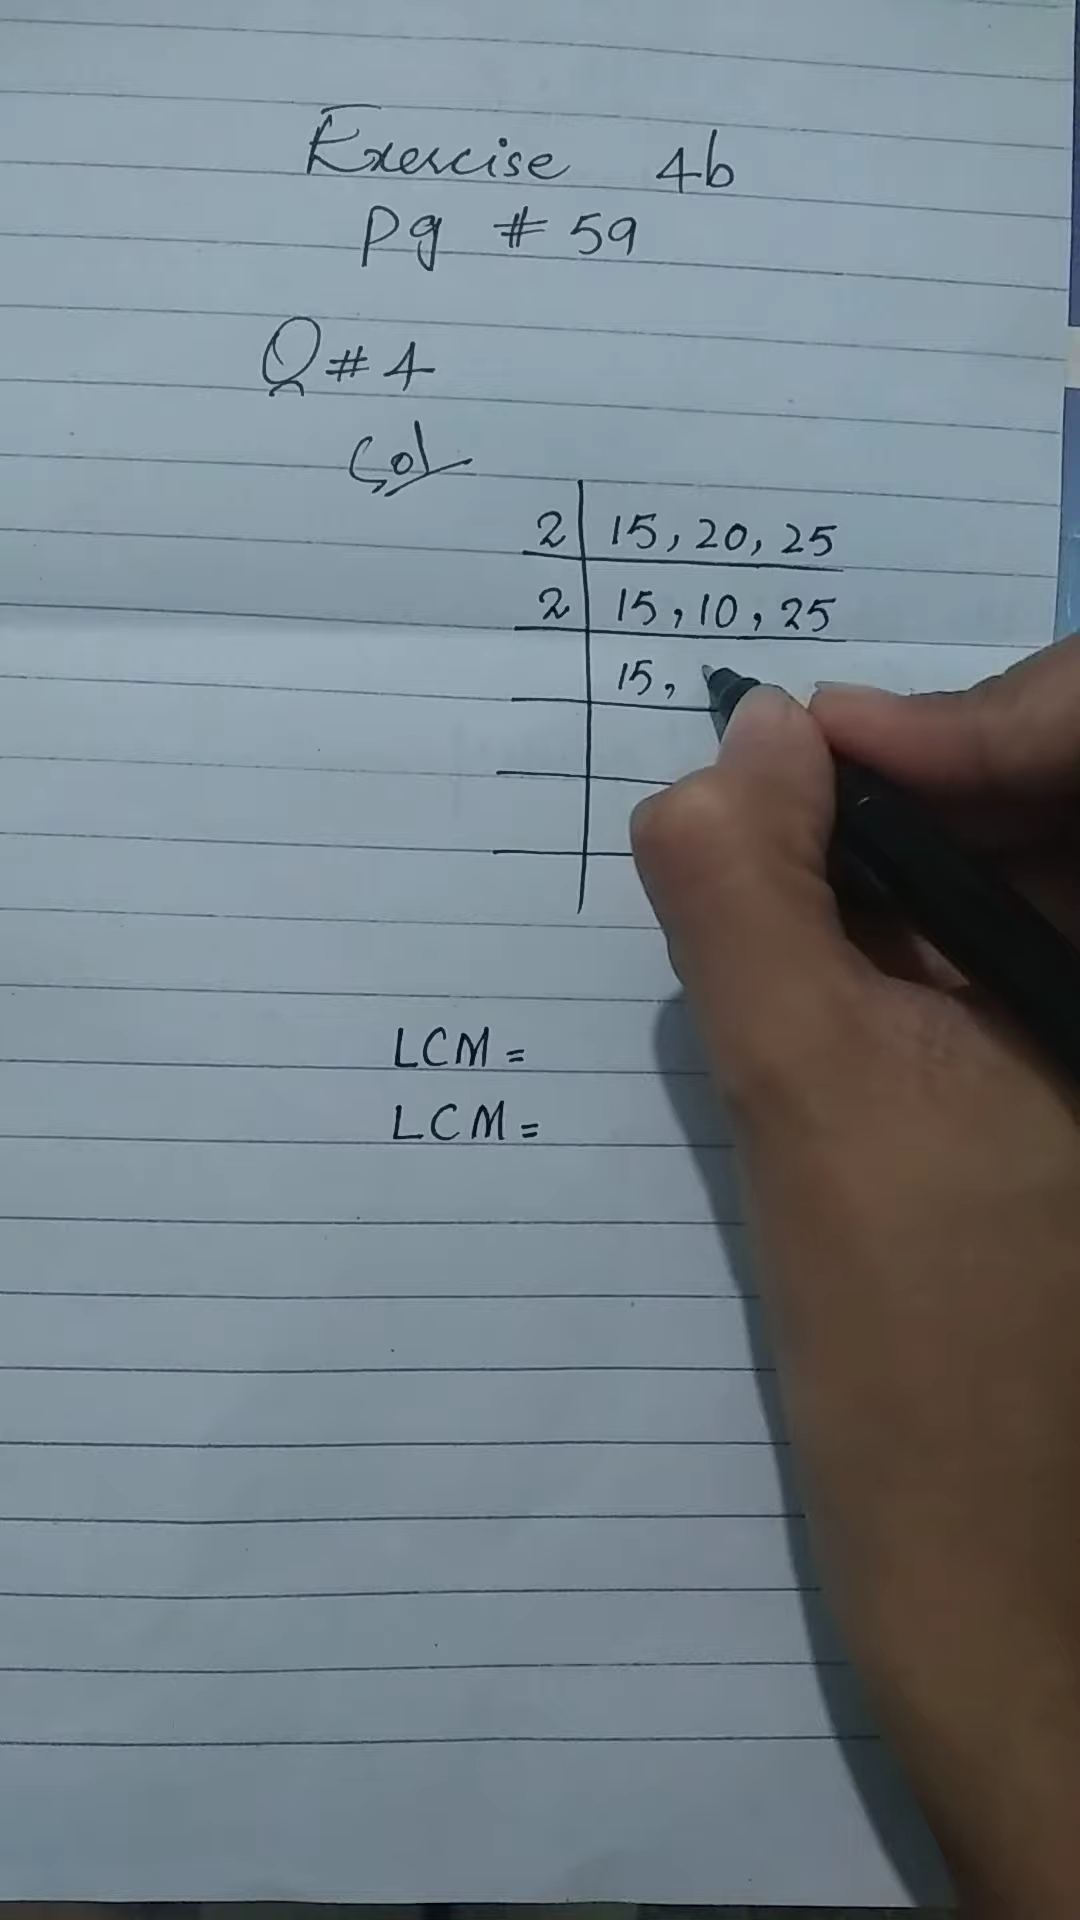 Exercise 4b
Pg # 59
Q # 4
Sol
2 | 15, 20, 25
2 | 15, 10, 25
15,
LCM =
LCM =